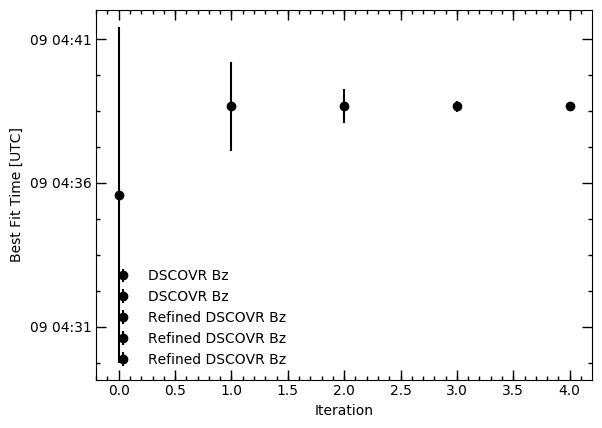 09 04:41
09 04:36
09 04:31
Best Fit Time [UTC]
DSCOVR Bz
DSCOVR Bz
Refined DSCOVR Bz
Refined DSCOVR Bz
Refined DSCOVR Bz
0.0 0.5 1.0 1.5 2.0 2.5 3.0 3.5 4.0
Iteration